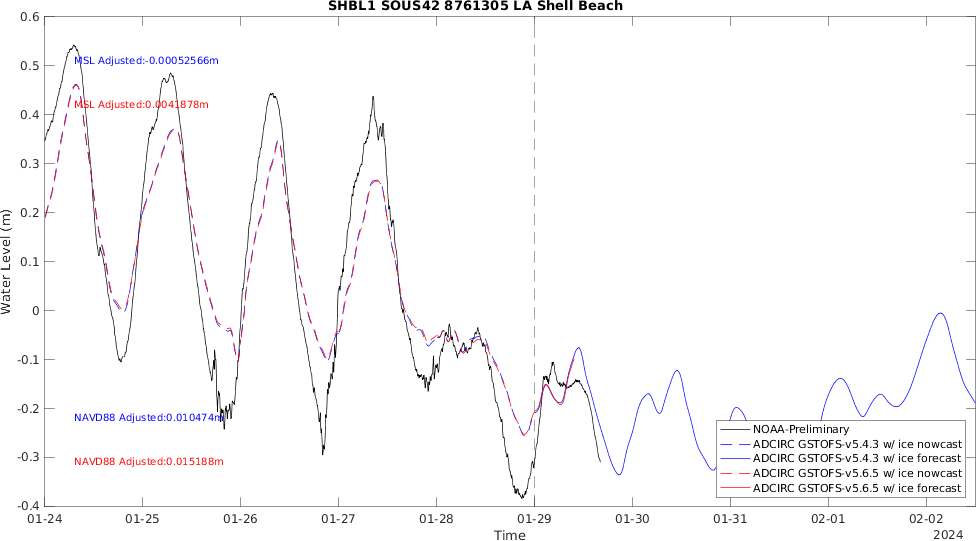 SHBL1 SOUS42 8761305 LA Shell Beach
0.6
0.5
0.4
0.3
0.2
0.1
0
-0.1
-0.2
-0.3
-0.4
Water Level (m)
MSL Adjusted:-0.00052566m
MSL Adjusted:0.0041878m
NAVD88 Adjusted:0.010474m
NAVD88 Adjusted:0.015188m
NOAA-Preliminary
ADCIRC GSTOFS-v5.4.3 w/ ice nowcast
ADCIRC GSTOFS-v5.4.3 w/ ice forecast
ADCIRC GSTOFS-v5.6.5 w/ ice nowcast
ADCIRC GSTOFS-v5.6.5 w/ ice forecast
01-24 01-25 01-26 01-27 01-28 01-29 01-30 01-31 02-01 02-02
Time
2024